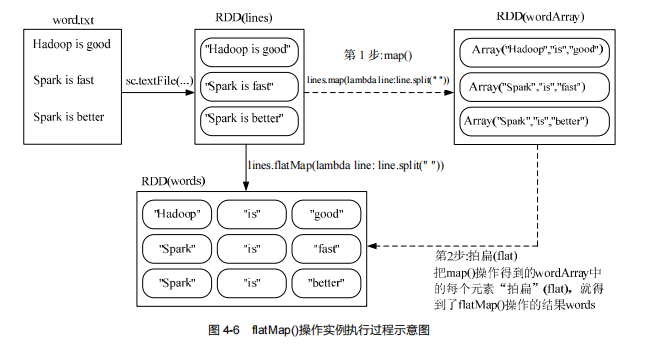 word.txt
Hadoop is good
Spark is fast
Spark is better
sc.textFile(...)
RDD(lines)
"Hadoop is good"
"Spark is fast"
"Spark is better"
第 1 步:map()
lines.map(lambda line:line.split(" "))
RDD(wordArray)
Array("Hadoop","is","good")
Array("Spark","is","fast")
Array("Spark","is","better")
lines.flatMap(lambda line: line.split(" "))
RDD(words)
"Hadoop" "is" "good"
"Spark" "is" "fast"
"Spark" "is" "better"
第2步:拍扁(flat)
把map()操作得到的wordArray中
的每个元素“拍扁”(flat)，就得
到了flatMap()操作的结果words
图 4-6 flatMap()操作实例执行过程示意图